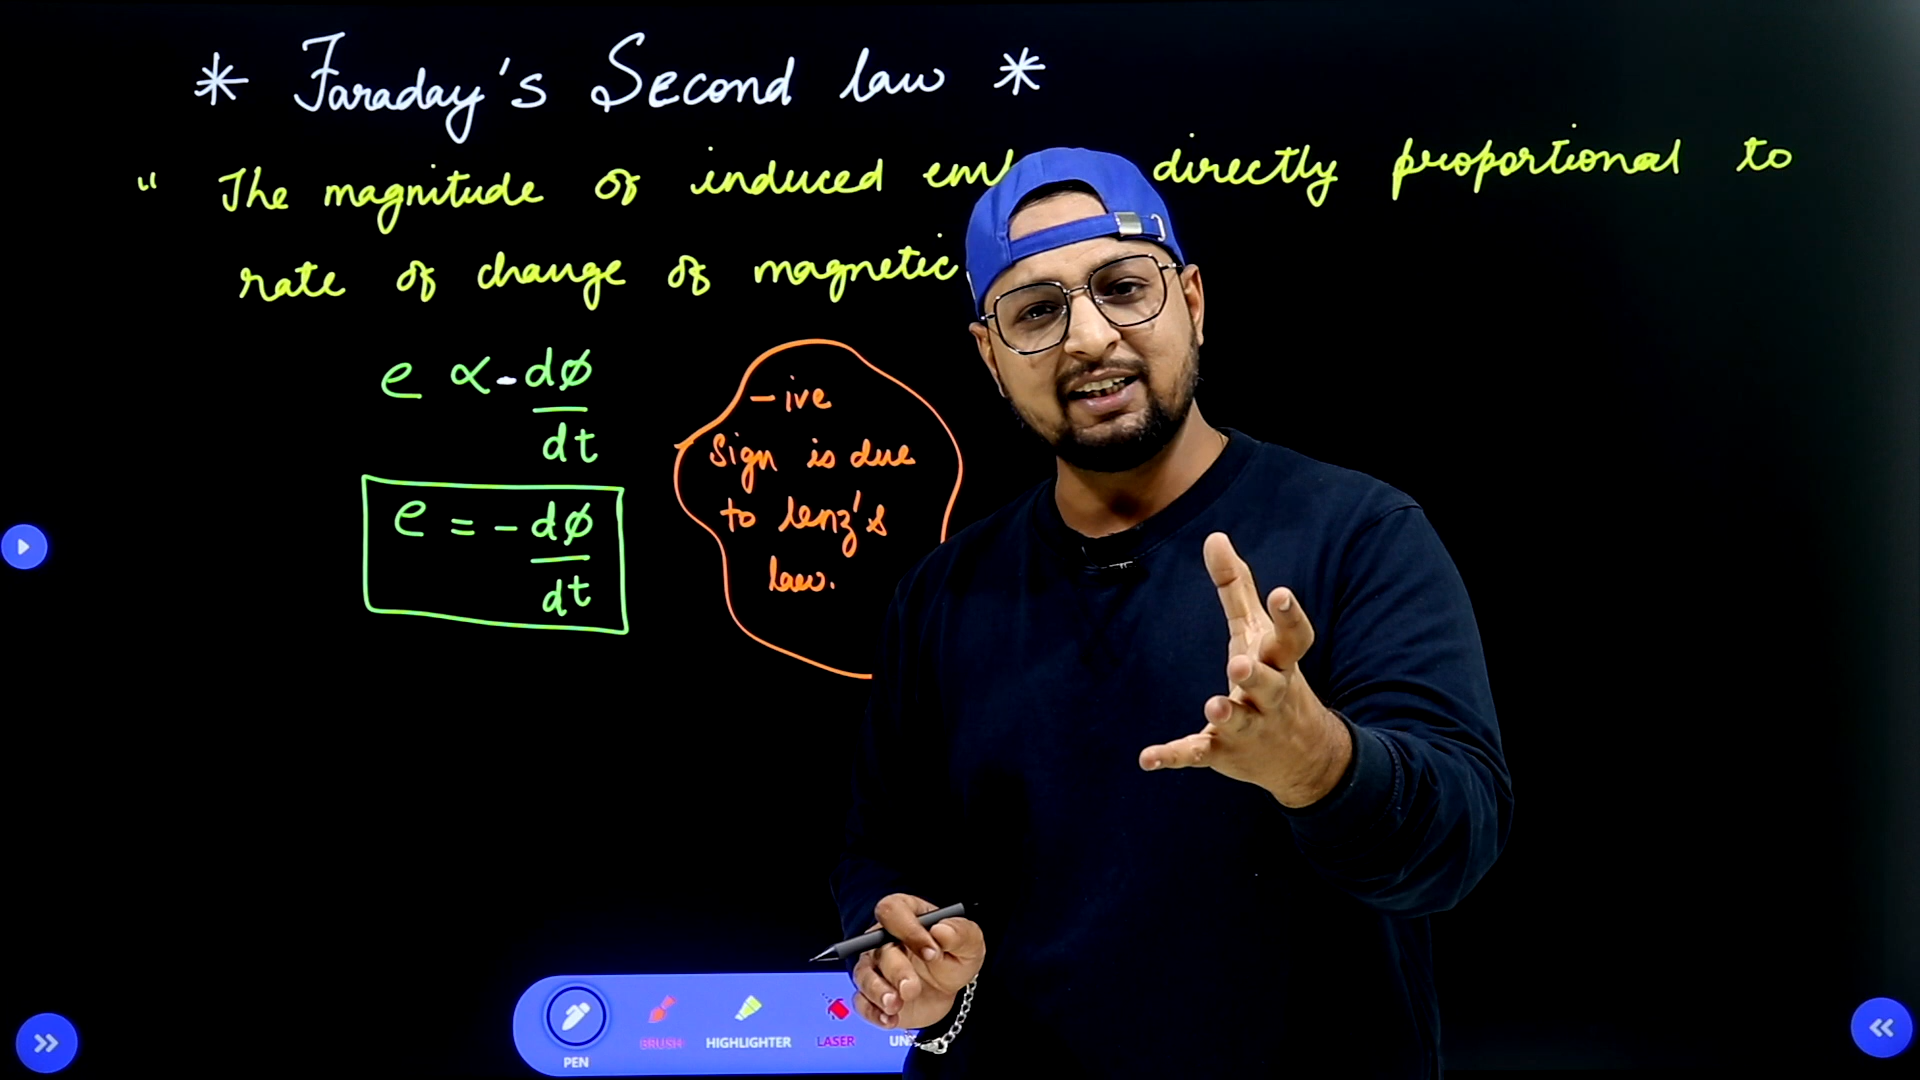 * Faraday's Second law *
" The magnitude of induced directly proportional to
rate of change of magnetic
e ∝ - dφ/dt
e = - dφ/dt
-ive
Sign is due
to lenz's
law.
PEN
BRUSH
HIGHLIGHTER
LASER